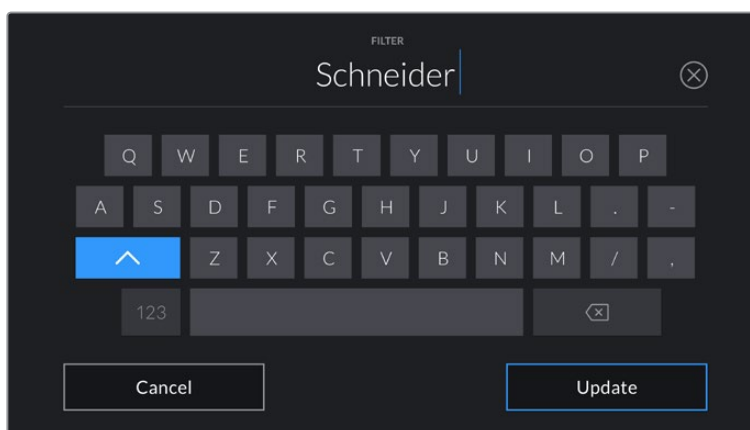 FILTER
Schneider
Q W E R T Y U I O P
A S D F G H J K L . -
Z X C V B N M / ,
123
Cancel Update